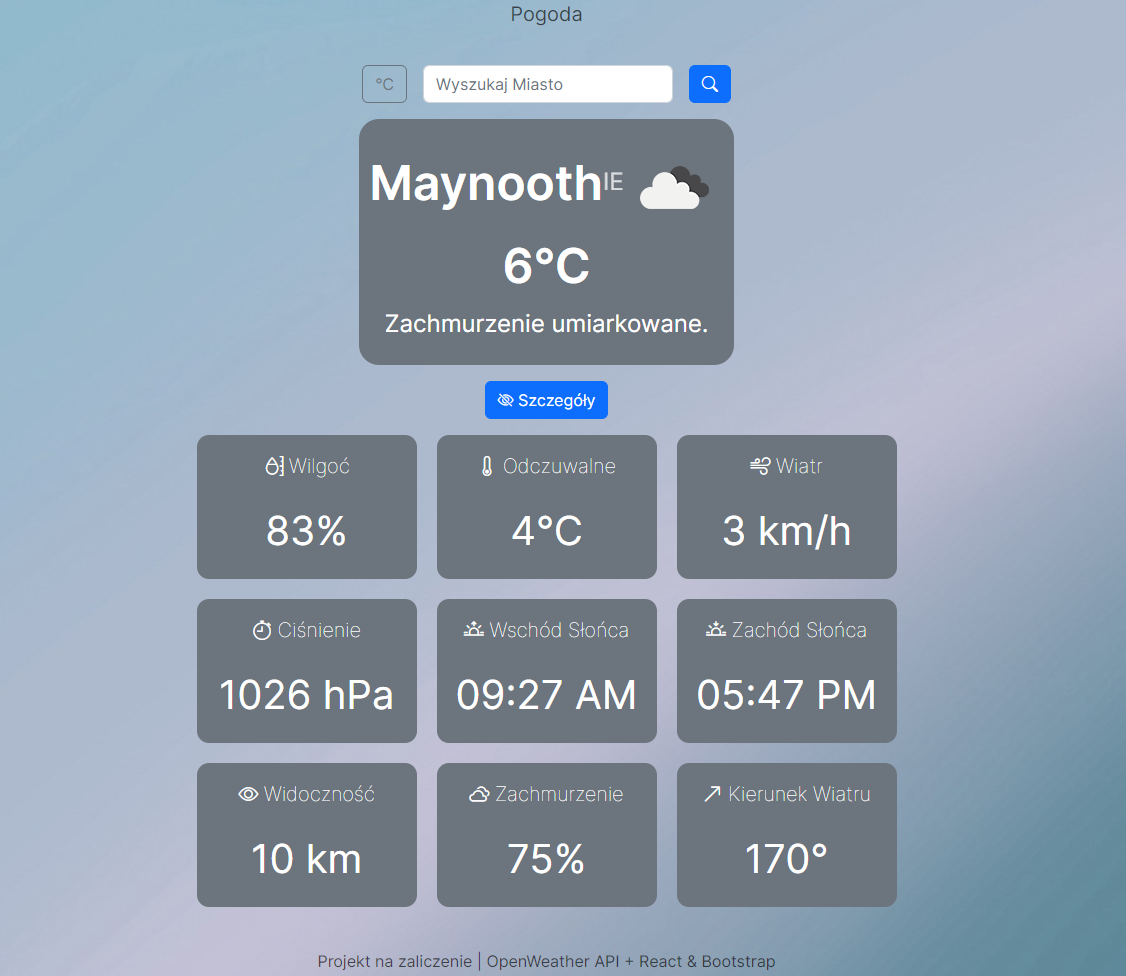 Pogoda
°C
Wyszukaj Miasto
Maynooth IE
6°C
Zachmurzenie umiarkowane.
Szczegóły
Wilgoć
Odczuwalne
Wiatr
83%
4°C
3 km/h
Ciśnienie
Wschód Słońca
Zachód Słońca
1026 hPa
09:27 AM
05:47 PM
Widoczność
Zachmurzenie
Kierunek Wiatru
10 km
75%
170°
Projekt na zaliczenie | OpenWeather API + React & Bootstrap